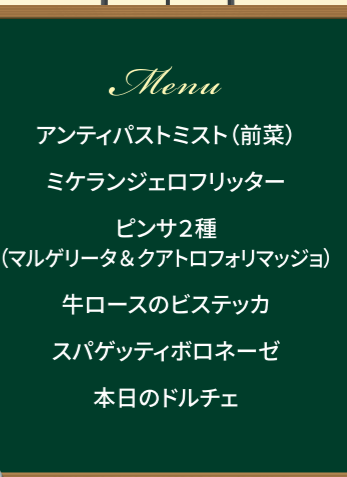 Menu
アンティパストミスト（前菜）
ミケランジェロフリッター
ピンサ２種
（マルゲリータ＆クアトロフォリマッジョ）
牛ロースのビステッカ
スパゲッティボロネーゼ
本日のドルチェ